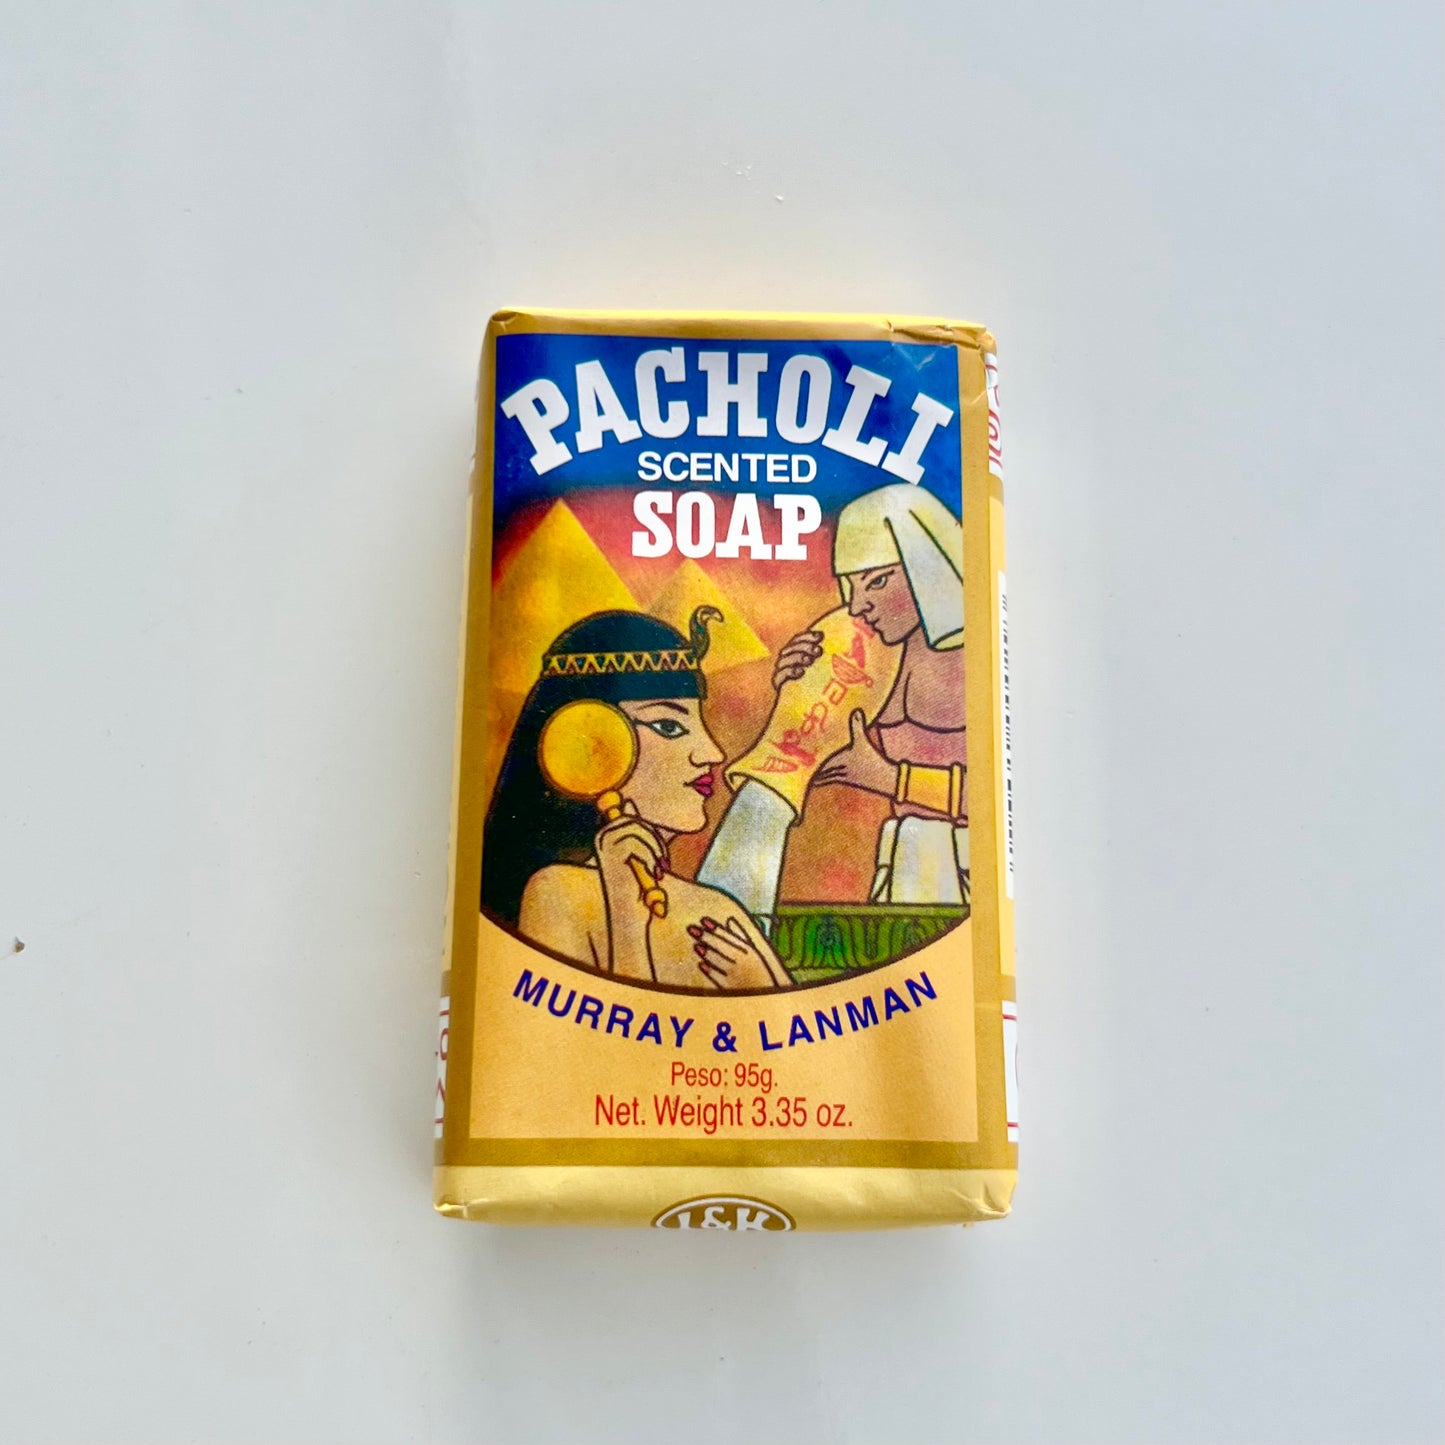 PACHOLI
SCENTED
SOAP
MURRAY & LANMAN
Peso: 95g.
Net. Weight 3.35 oz.